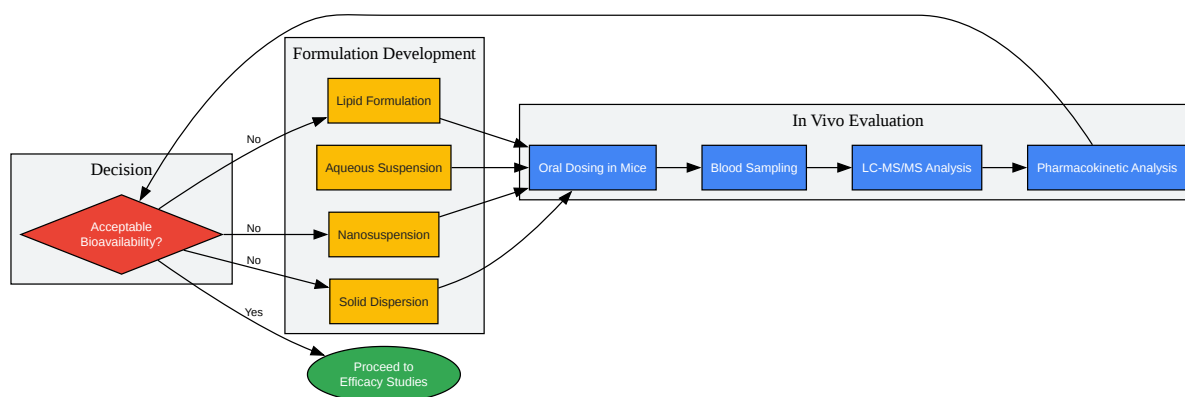 Formulation Development
Lipid Formulation
In Vivo Evaluation
No
Decision
Aqueous Suspension
Oral Dosing in Mice
Blood Sampling
LC-MS/MS Analysis
Pharmacokinetic Analysis
Acceptable
Bioavailability?
No
Nanosuspension
No
Solid Dispersion
Yes
Proceed to
Efficacy Studies